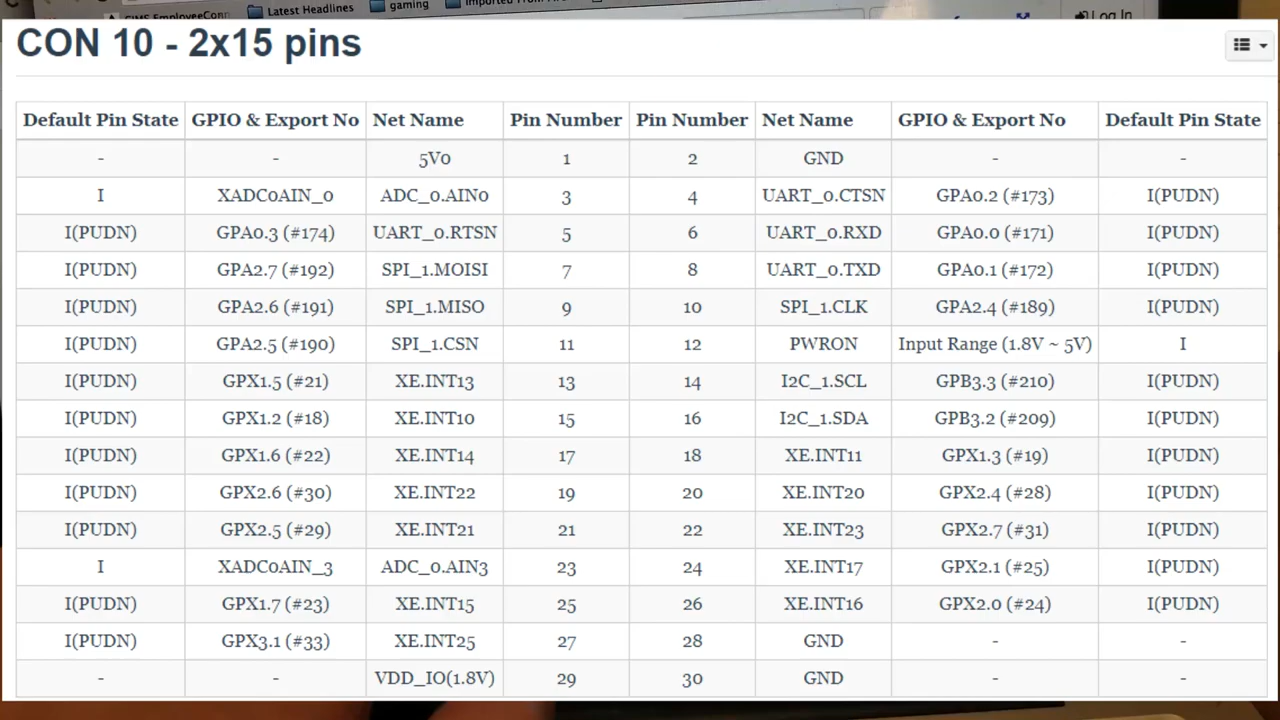 Latest Headlines
gaming
Log In
CON 10 - 2x15 pins
Default Pin State GPIO & Export No Net Name Pin Number Pin Number Net Name GPIO & Export No Default Pin State
- - 5V0 1 2 GND - -
I XADC0AIN_0 ADC_0.AIN0 3 4 UART_0.CTSN GPA0.2 (#173) I(PUDN)
I(PUDN) GPA0.3 (#174) UART_0.RTSN 5 6 UART_0.RXD GPA0.0 (#171) I(PUDN)
I(PUDN) GPA2.7 (#192) SPI_1.MOISI 7 8 UART_0.TXD GPA0.1 (#172) I(PUDN)
I(PUDN) GPA2.6 (#191) SPI_1.MISO 9 10 SPI_1.CLK GPA2.4 (#189) I(PUDN)
I(PUDN) GPA2.5 (#190) SPI_1.CSN 11 12 PWRON Input Range (1.8V ~ 5V) I
I(PUDN) GPX1.5 (#21) XE.INT13 13 14 I2C_1.SCL GPB3.3 (#210) I(PUDN)
I(PUDN) GPX1.2 (#18) XE.INT10 15 16 I2C_1.SDA GPB3.2 (#209) I(PUDN)
I(PUDN) GPX1.6 (#22) XE.INT14 17 18 XE.INT11 GPX1.3 (#19) I(PUDN)
I(PUDN) GPX2.6 (#30) XE.INT22 19 20 XE.INT20 GPX2.4 (#28) I(PUDN)
I(PUDN) GPX2.5 (#29) XE.INT21 21 22 XE.INT23 GPX2.7 (#31) I(PUDN)
I XADC0AIN_3 ADC_0.AIN3 23 24 XE.INT17 GPX2.1 (#25) I(PUDN)
I(PUDN) GPX1.7 (#23) XE.INT15 25 26 XE.INT16 GPX2.0 (#24) I(PUDN)
I(PUDN) GPX3.1 (#33) XE.INT25 27 28 GND - -
- - VDD_IO(1.8V) 29 30 GND - -